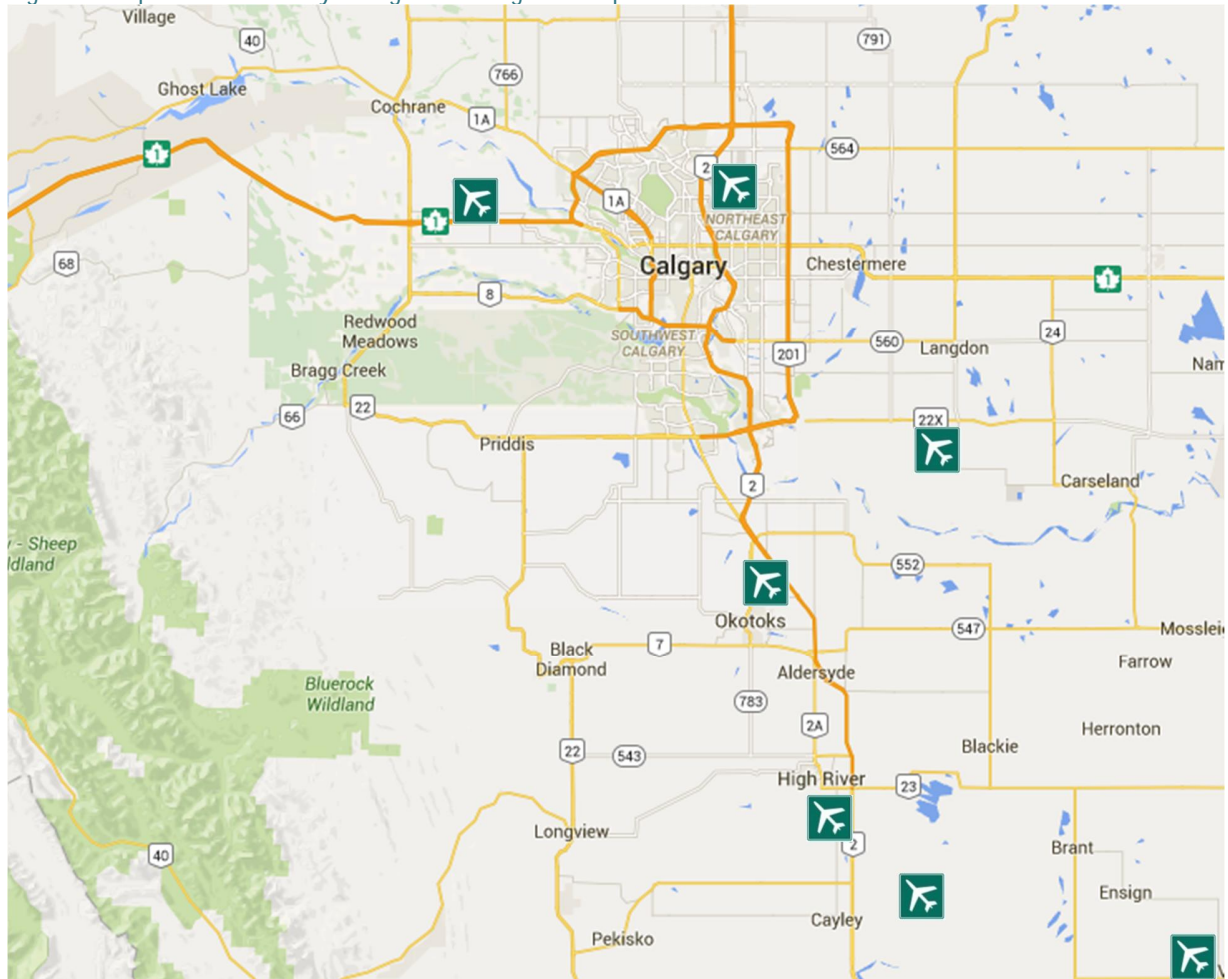 Village
40
791
766
Ghost Lake
Cochrane
1A
1
2
564
1A
NORTHEAST
CALGARY
1
68
Calgary
Chestermere
1
8
Redwood
Meadows
SOUTHWEST
CALGARY
560
24
201
Langdon
Bragg Creek
66
22
22X
Priddis
2
Carseland
552
Okotoks
547
Black
Diamond
7
Aldersyde
Farrow
Bluerock
Wildland
783
2A
Herronton
Blackie
22
543
High River
23
Longview
2
Brant
40
Ensign
Cayley
Pekisko